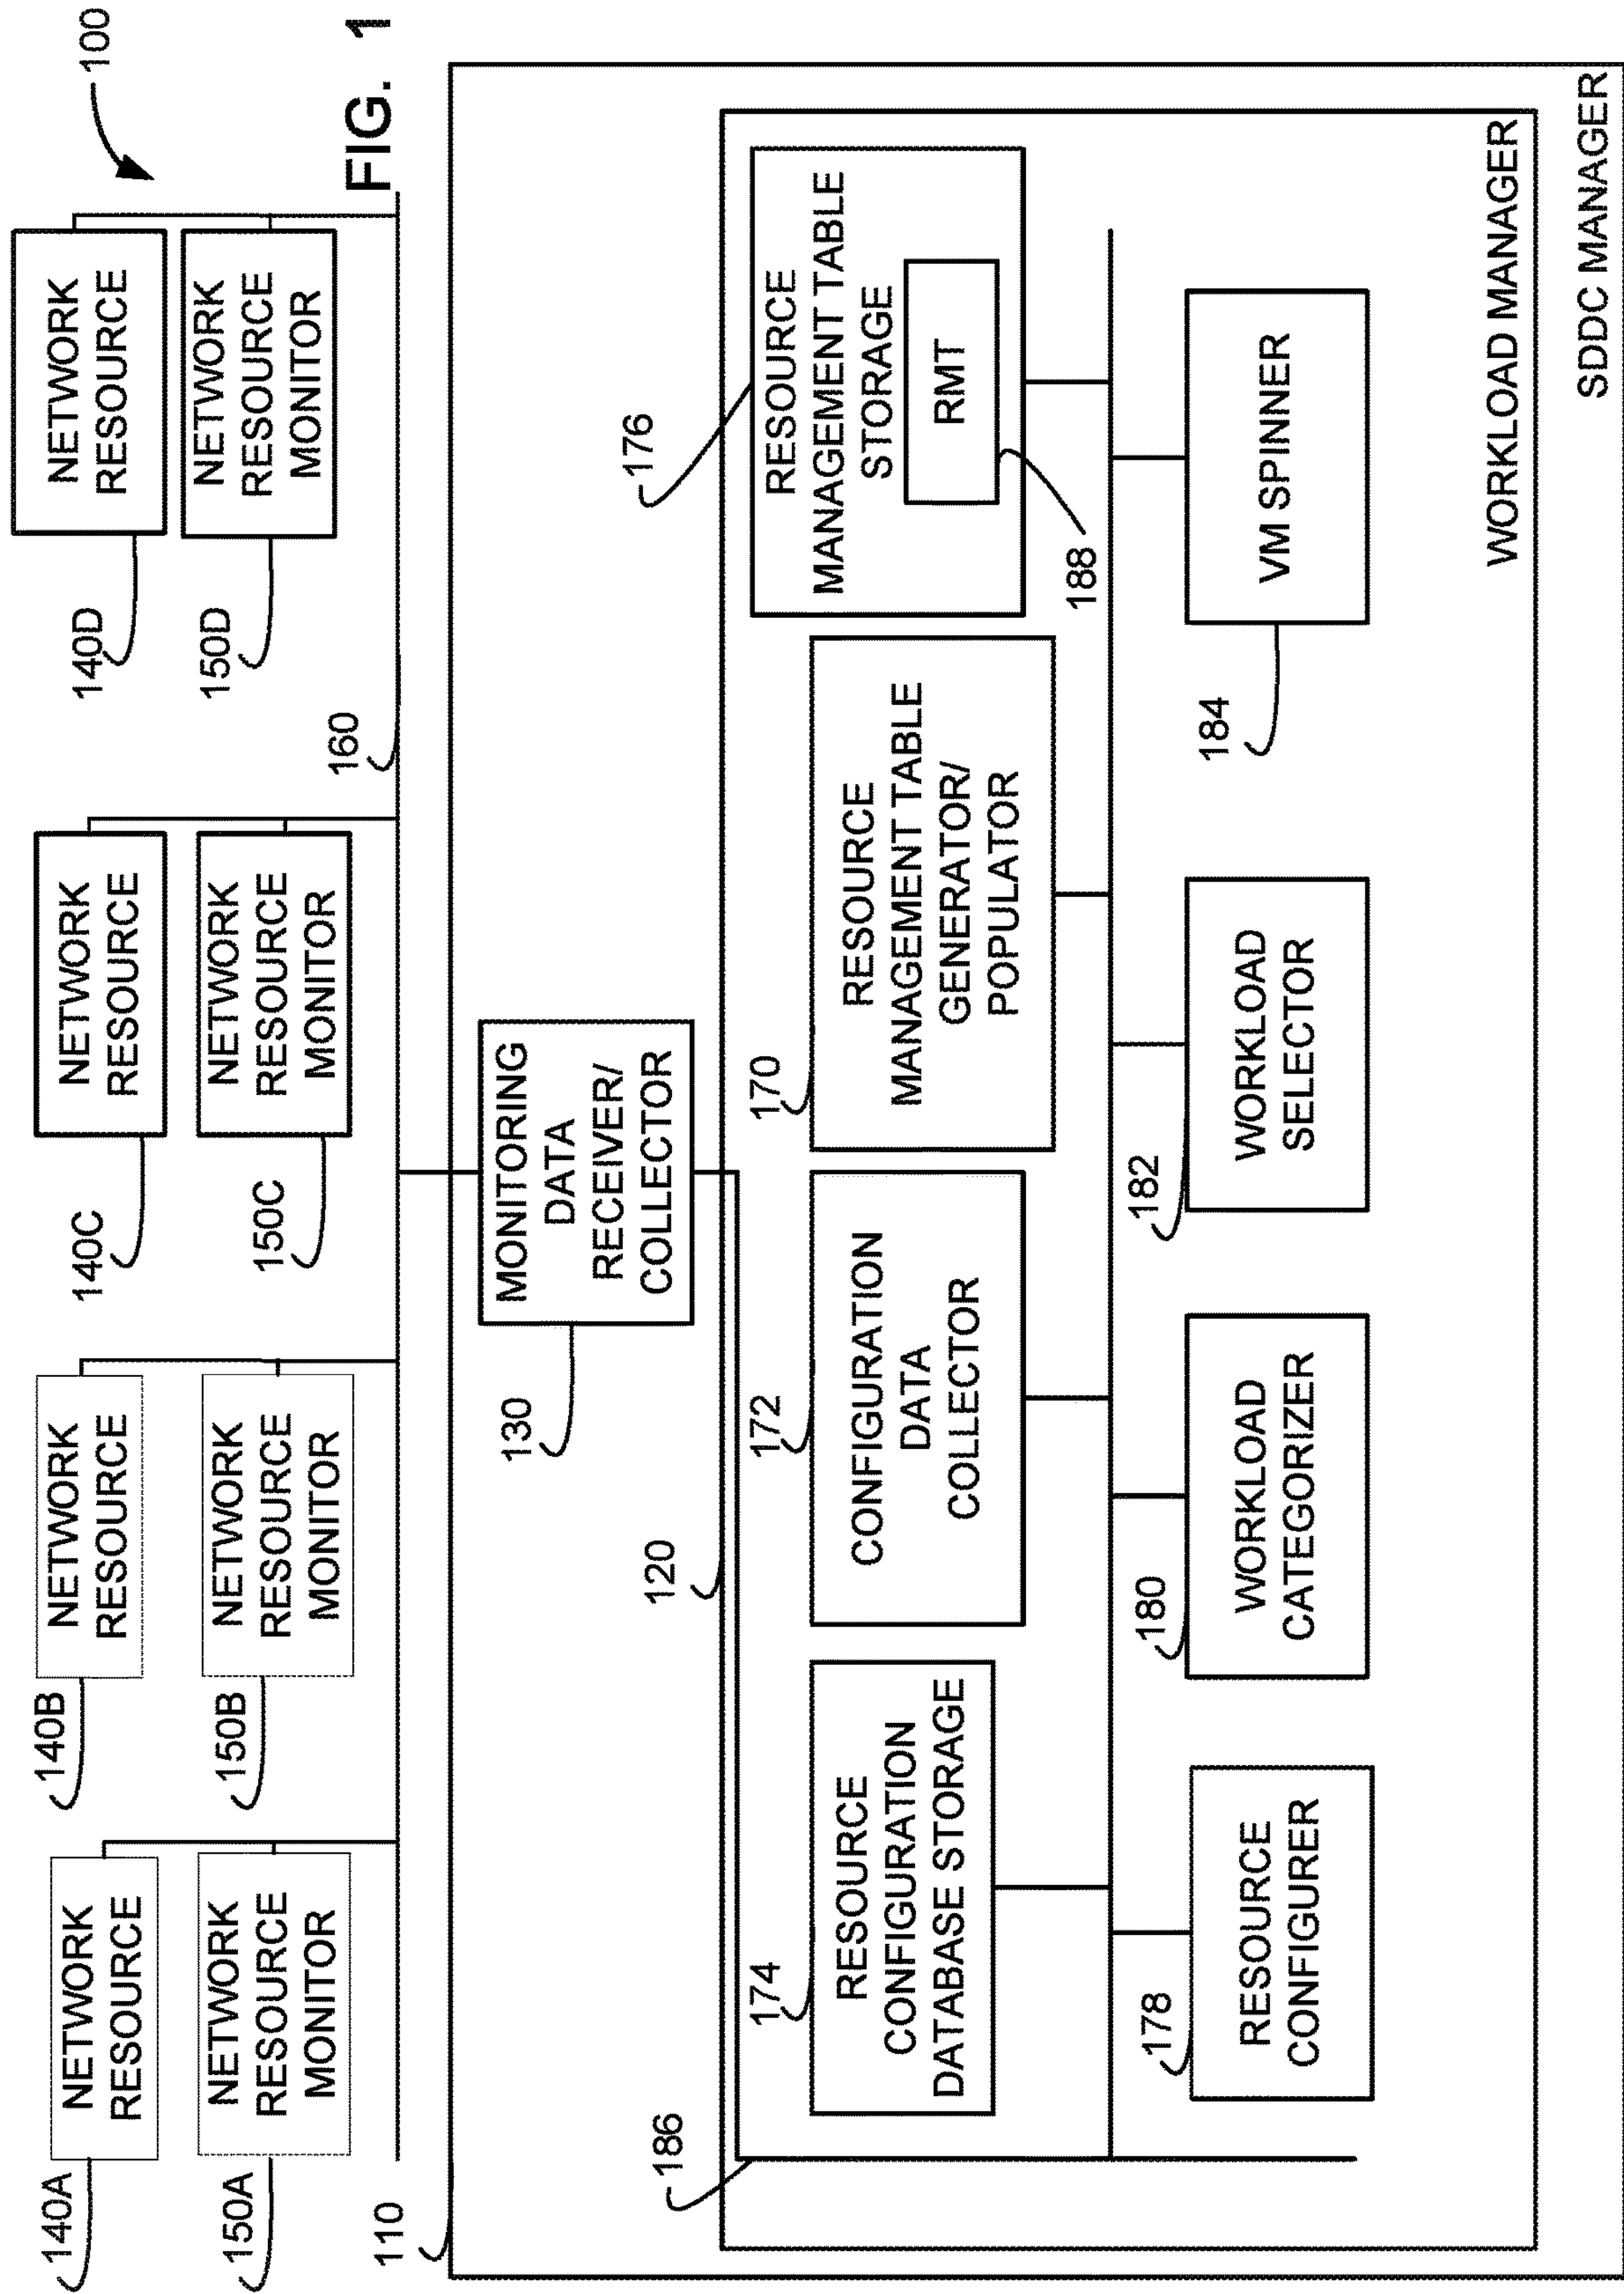 FIG. 1
100
NETWORK
RESOURCE
140A
NETWORK
RESOURCE
MONITOR
150A
NETWORK
RESOURCE
140B
NETWORK
RESOURCE
MONITOR
150B
NETWORK
RESOURCE
140C
NETWORK
RESOURCE
MONITOR
150C
NETWORK
RESOURCE
140D
NETWORK
RESOURCE
MONITOR
150D
160
110
MONITORING
DATA
RECEIVER/
COLLECTOR
130
120
186
174
RESOURCE
CONFIGURATION
DATABASE STORAGE
172
CONFIGURATION
DATA
COLLECTOR
170
RESOURCE
MANAGEMENT TABLE
GENERATOR/
POPULATOR
176
RESOURCE
MANAGEMENT TABLE
STORAGE
RMT
188
178
RESOURCE
CONFIGURER
180
WORKLOAD
CATEGORIZER
182
WORKLOAD
SELECTOR
184
VM SPINNER
WORKLOAD MANAGER
SDDC MANAGER